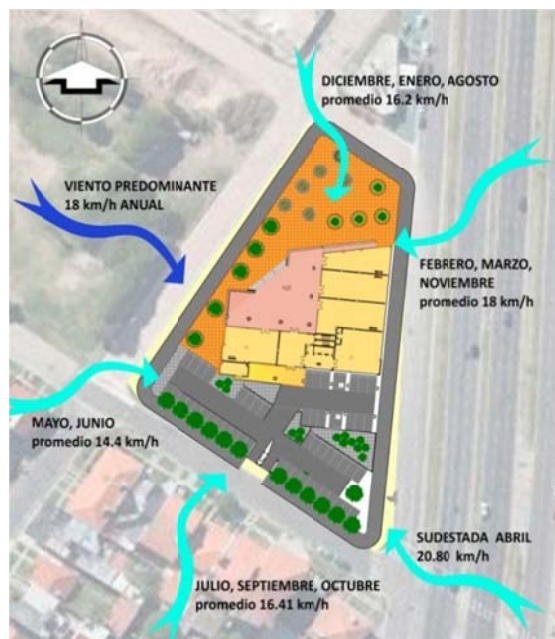 DICIEMBRE, ENERO, AGOSTO
promedio 16.2 km/h
VIENTO PREDOMINANTE
18 km/h ANUAL
FEBRERO, MARZO,
NOVIEMBRE
promedio 18 km/h
MAYO, JUNIO
promedio 14.4 km/h
SUDESTADA ABRIL
20.80 km/h
JULIO, SEPTIEMBRE, OCTUBRE
promedio 16.41 km/h